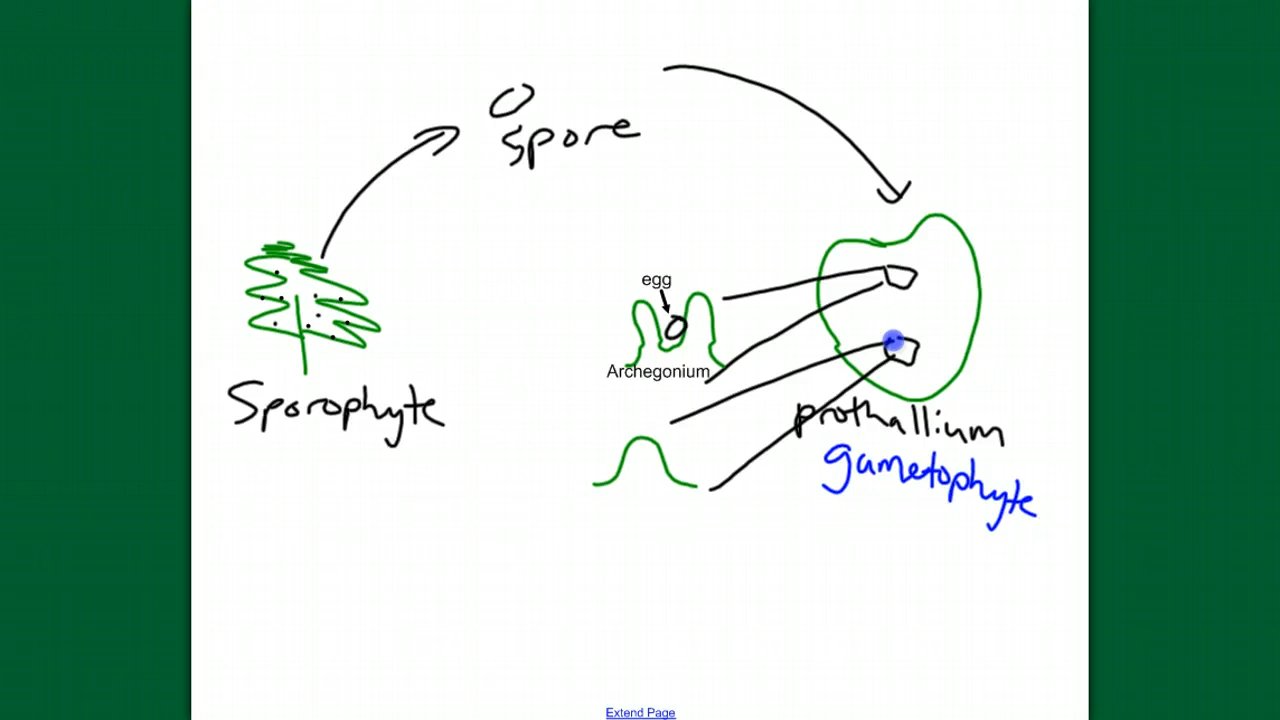 spore
egg
Archegonium
Sporophyte
prothallium
gametophyte
Extend Page